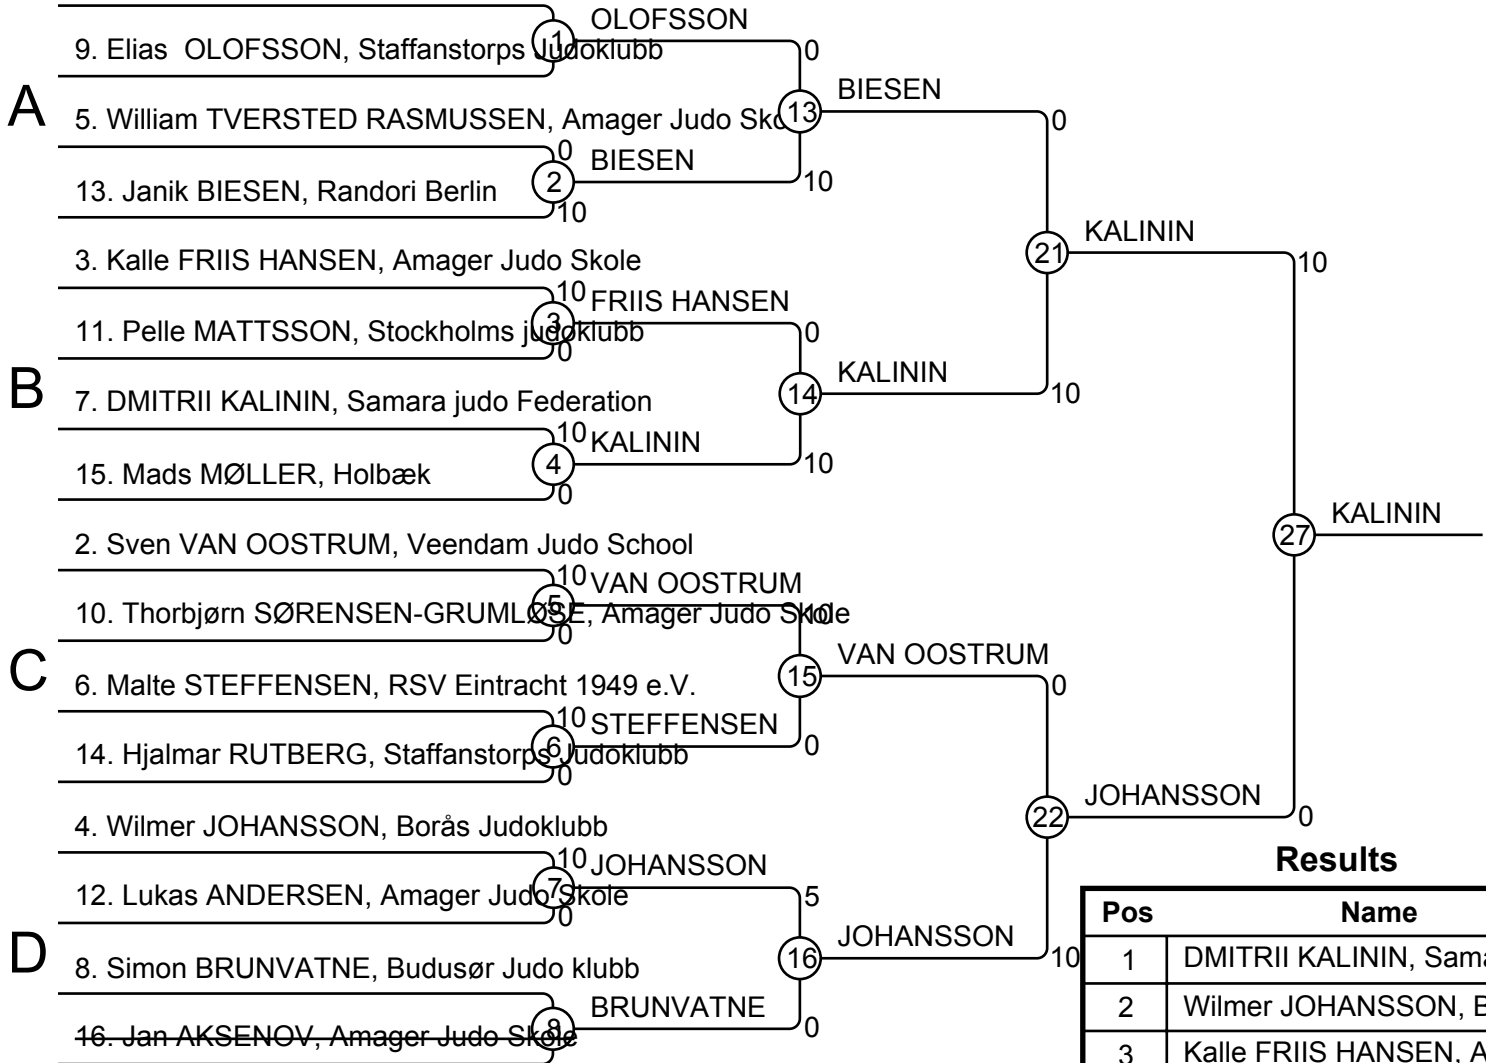 OLOFSSON
1
9. Elias OLOFSSON, Staffanstorps Judoklubb
0
A
BIESEN
13
5. William TVERSTED RASMUSSEN, Amager Judo
0
0
BIESEN
2
10
13. Janik BIESEN, Randori Berlin
10
KALININ
21
10
3. Kalle FRIIS HANSEN, Amager Judo Skole
10
FRIIS HANSEN
3
0
11. Pelle MATTSSON, Stockholms judoklubb
0
B
KALININ
14
10
7. DMITRII KALININ, Samara judo Federation
10
KALININ
4
10
15. Mads MØLLER, Holbæk
0
KALININ
27
2. Sven VAN OOSTRUM, Veendam Judo School
10
VAN OOSTRUM
5
10
10. Thorbjørn SØRENSEN-GRUMLØSE, Amager Judo Skole
0
C
VAN OOSTRUM
15
0
6. Malte STEFFENSEN, RSV Eintracht 1949 e.V.
10
STEFFENSEN
6
0
14. Hjalmar RUTBERG, Staffanstorps Judoklubb
0
JOHANSSON
22
0
4. Wilmer JOHANSSON, Borås Judoklubb
10
JOHANSSON
7
5
12. Lukas ANDERSEN, Amager Judo Skole
0
D
JOHANSSON
16
10
8. Simon BRUNVATNE, Budusør Judo klubb
BRUNVATNE
8
0
16. Jan AKSENOV, Amager Judo Skole
Results
Pos Name
1 DMITRII KALININ,
2 Wilmer JOHANSSON,
3 Kalle FRIIS HANSEN,